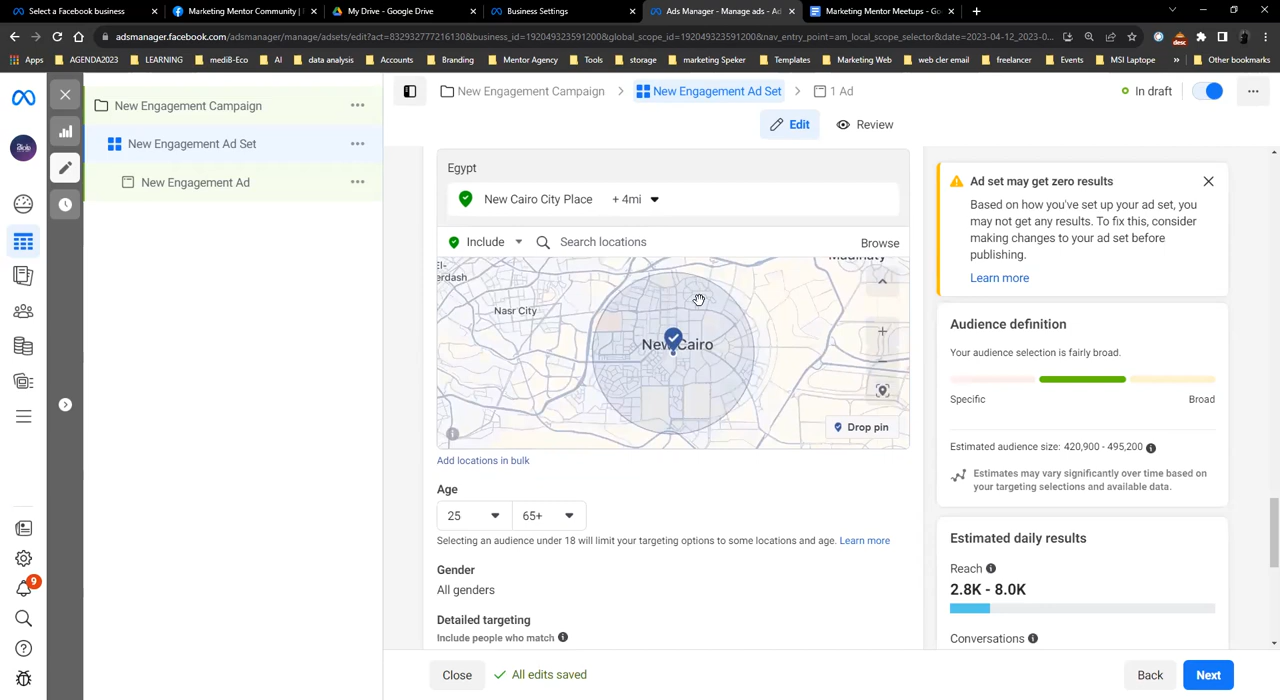 Select a Facebook business
Marketing Mentor Community |
My Drive - Google Drive
Business Settings
Ads Manager - Manage ads - Ad
Marketing Mentor Meetups - Go
adsmanager.facebook.com/adsmanager/manage/adsets/edit?act=832932777216130&business_id=192049323591200&global_scope_id=192049323591200&nav_entry_point=am_local_scope_selector&date=2023-04-12_2023-0...
Apps
AGENDA2023
LEARNING
medi8-Eco
AI
data analysis
Accounts
Branding
Mentor Agency
Tools
storage
marketing Speker
Templates
Marketing Web
web cler email
freelancer
Events
MSI Laptope
»
Other bookmarks
New Engagement Campaign
New Engagement Ad Set
New Engagement Ad
New Engagement Campaign
New Engagement Ad Set
1 Ad
In draft
Edit
Review
Egypt
New Cairo City Place + 4mi
Include
Search locations
Browse
El-
erdash
Nasr City
Madinaty
New Cairo
Drop pin
Add locations in bulk
Age
25
65+
Selecting an audience under 18 will limit your targeting options to some locations and age. Learn more
Gender
All genders
Detailed targeting
Include people who match
Ad set may get zero results
Based on how you've set up your ad set, you
may not get any results. To fix this, consider
making changes to your ad set before
publishing.
Learn more
Audience definition
Your audience selection is fairly broad.
Specific
Broad
Estimated audience size: 420,900 - 495,200
Estimates may vary significantly over time based on
your targeting selections and available data.
Estimated daily results
Reach
2.8K - 8.0K
Conversations
9
Close
All edits saved
Back
Next